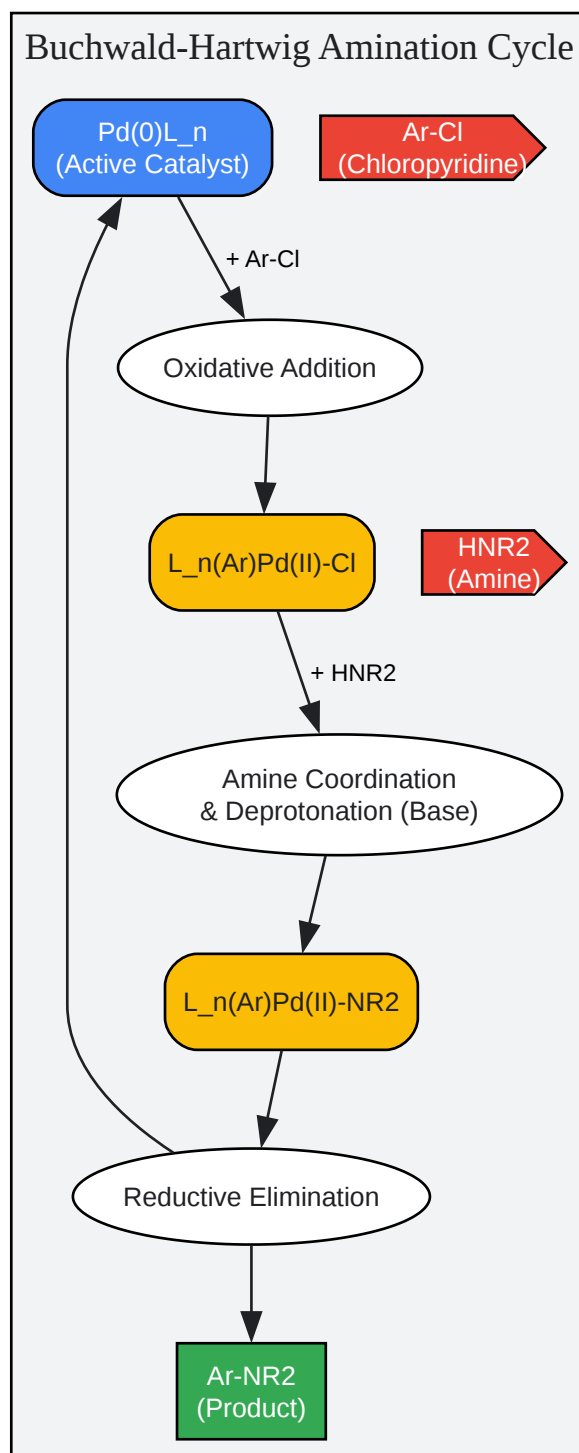 Buchwald-Hartwig Amination Cycle
Pd(0)L_n
(Active Catalyst)
Ar-Cl
(Chloropyridine)
+ Ar-Cl
Oxidative Addition
L_n(Ar)Pd(II)-Cl
HNR2
(Amine)
+ HNR2
Amine Coordination
& Deprotonation (Base)
L_n(Ar)Pd(II)-NR2
Reductive Elimination
Ar-NR2
(Product)